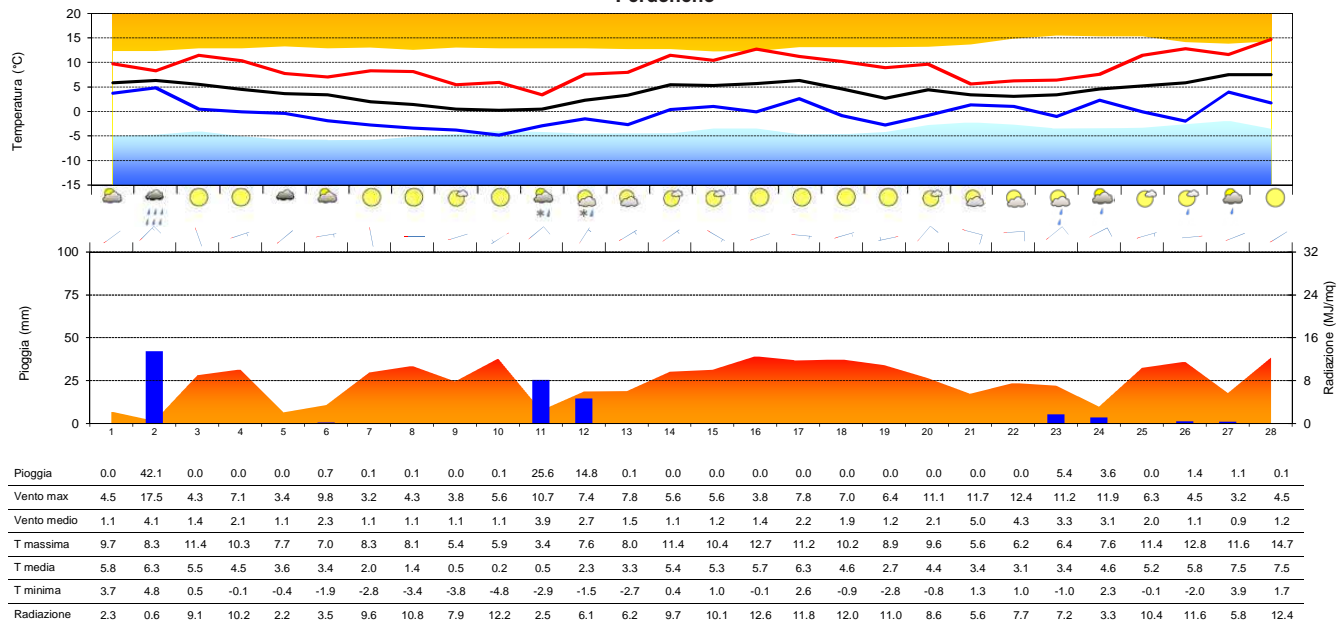 20
15
10
5
0
-5
-10
-15
Temperatura (°C)
100
75
50
25
0
Pioggia (mm)
32
24
16
8
0
Radiazione (MJ/mq)
1 2 3 4 5 6 7 8 9 10 11 12 13 14 15 16 17 18 19 20 21 22 23 24 25 26 27 28
Pioggia 0.0 42.1 0.0 0.0 0.0 0.7 0.1 0.1 0.0 0.1 25.6 14.8 0.1 0.0 0.0 0.0 0.0 0.0 0.0 0.0 0.0 0.0 5.4 3.6 0.0 1.4 1.1 0.1
Vento max 4.5 17.5 4.3 7.1 3.4 9.8 3.2 4.3 3.8 5.6 10.7 7.4 7.8 5.6 5.6 3.8 7.8 7.0 6.4 11.1 11.7 12.4 11.2 11.9 6.3 4.5 3.2 4.5
Vento medio 1.1 4.1 1.4 2.1 1.1 2.3 1.1 1.1 1.1 1.1 3.9 2.7 1.5 1.1 1.2 1.4 2.2 1.9 1.2 2.1 5.0 4.3 3.3 3.1 2.0 1.1 0.9 1.2
T massima 9.7 8.3 11.4 10.3 7.7 7.0 8.3 8.1 5.4 5.9 3.4 7.6 8.0 11.4 10.4 12.7 11.2 10.2 8.9 9.6 5.6 6.2 6.4 7.6 11.4 12.8 11.6 14.7
T media 5.8 6.3 5.5 4.5 3.6 3.4 2.0 1.4 0.5 0.2 0.5 2.3 3.3 5.4 5.3 5.7 6.3 4.6 2.7 4.4 3.4 3.1 3.4 4.6 5.2 5.8 7.5 7.5
T minima 3.7 4.8 0.5 -0.1 -0.4 -1.9 -2.8 -3.4 -3.8 -4.8 -2.9 -1.5 -2.7 0.4 1.0 -0.1 2.6 -0.9 -2.8 -0.8 1.3 1.0 -1.0 2.3 -0.1 -2.0 3.9 1.7
Radiazione 2.3 0.6 9.1 10.2 2.2 3.5 9.6 10.8 7.9 12.2 2.5 6.1 6.2 9.7 10.1 12.6 11.8 12.0 11.0 8.6 5.6 7.7 7.2 3.3 10.4 11.6 5.8 12.4